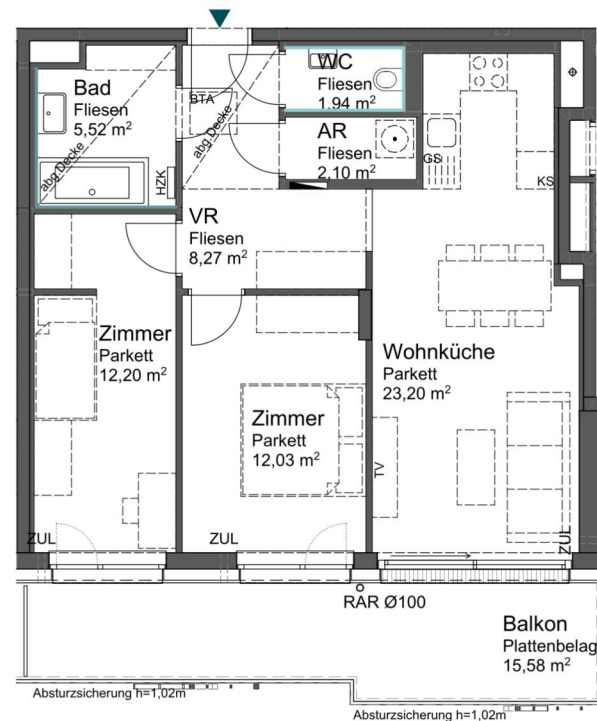 WC
Fliesen
1,94 m²
Bad
Fliesen
5,52 m²
BTA
abg.Decke
abg.Decke
AR
Fliesen
2,10 m²
GS
KS
HZK
VR
Fliesen
8,27 m²
Zimmer
Parkett
12,20 m²
Wohnküche
Parkett
23,20 m²
Zimmer
Parkett
12,03 m²
TV
ZUL
ZUL
ZUL
RAR Ø100
Balkon
Plattenbelag
15,58 m²
Absturzsicherung h=1,02m
Absturzsicherung h=1,02m